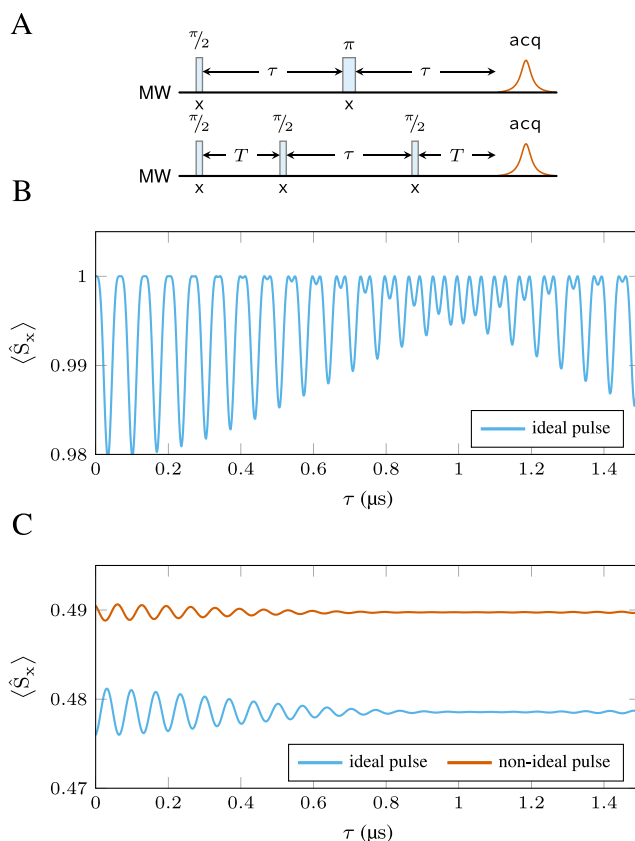 A
π/2 π acq
τ τ
MW
x x
π/2 π/2 π/2 acq
T τ T
MW
x x x
B
1
0.99
0.98
⟨Ŝx⟩
ideal pulse
0 0.2 0.4 0.6 0.8 1 1.2 1.4
τ (μs)
C
0.49
0.48
0.47
⟨Ŝx⟩
ideal pulse non-ideal pulse
0 0.2 0.4 0.6 0.8 1 1.2 1.4
τ (μs)